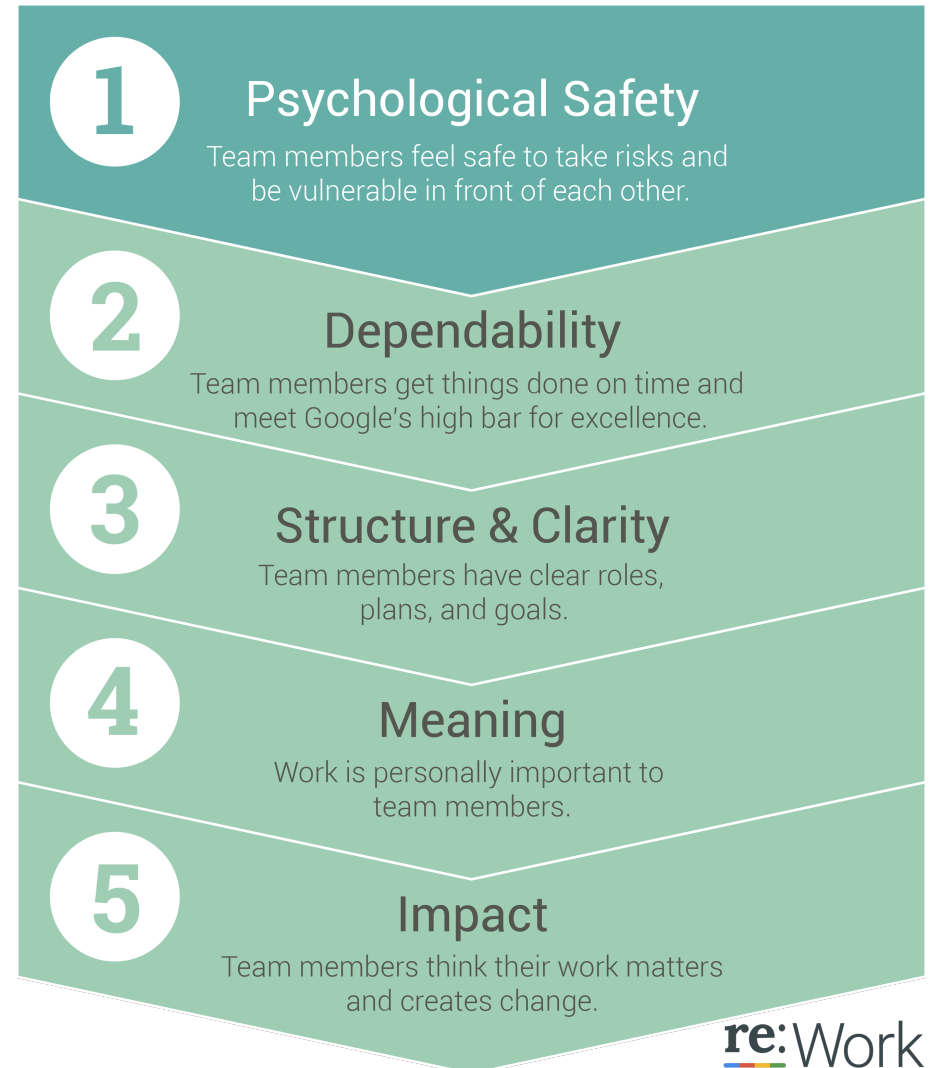 1
Psychological Safety
Team members feel safe to take risks and
be vulnerable in front of each other.
2
Dependability
Team members get things done on time and
meet Google's high bar for excellence.
3
Structure & Clarity
Team members have clear roles,
plans, and goals.
4
Meaning
Work is personally important to
team members.
5
Impact
Team members think their work matters
and creates change.
re:Work